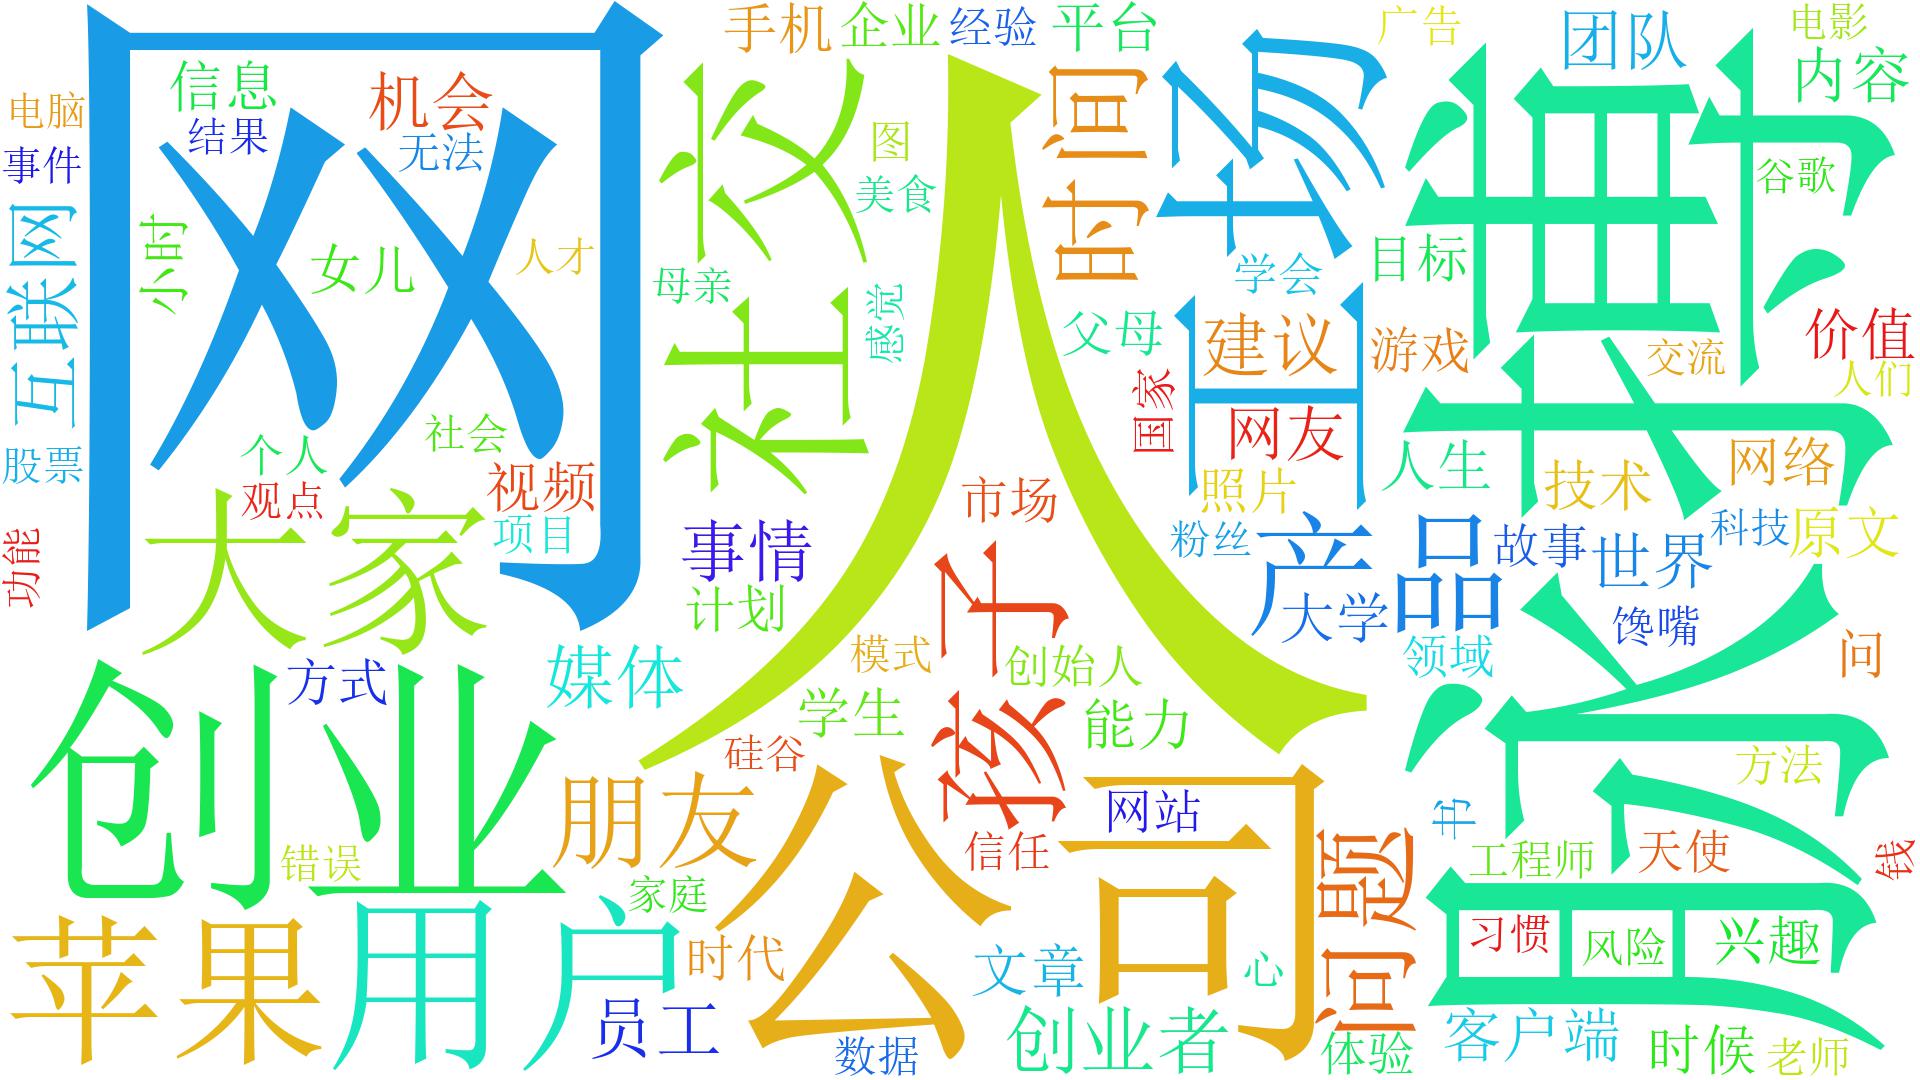 网
人
公司
创业
社交
大家
用户
苹果
产品
孩子
朋友
时间
问题
互联网
媒体
事情
机会
信息
女儿
视频
手机
企业
经验
平台
广告
电影
团队
内容
谷歌
电脑
结果
无法
事件
小时
人才
图
美食
母亲
感觉
学会
目标
父母
建议
游戏
价值
交流
人们
国家
网友
照片
人生
技术
网络
社会
个人
观点
项目
股票
功能
市场
粉丝
故事
世界
科技
原文
计划
大学
馋嘴
问
领域
模式
创始人
方式
学生
能力
硅谷
网站
信任
方法
书
工程师
天使
钱
错误
家庭
时代
员工
数据
文章
心
创业者
体验
习惯
风险
兴趣
客户端
时候
老师